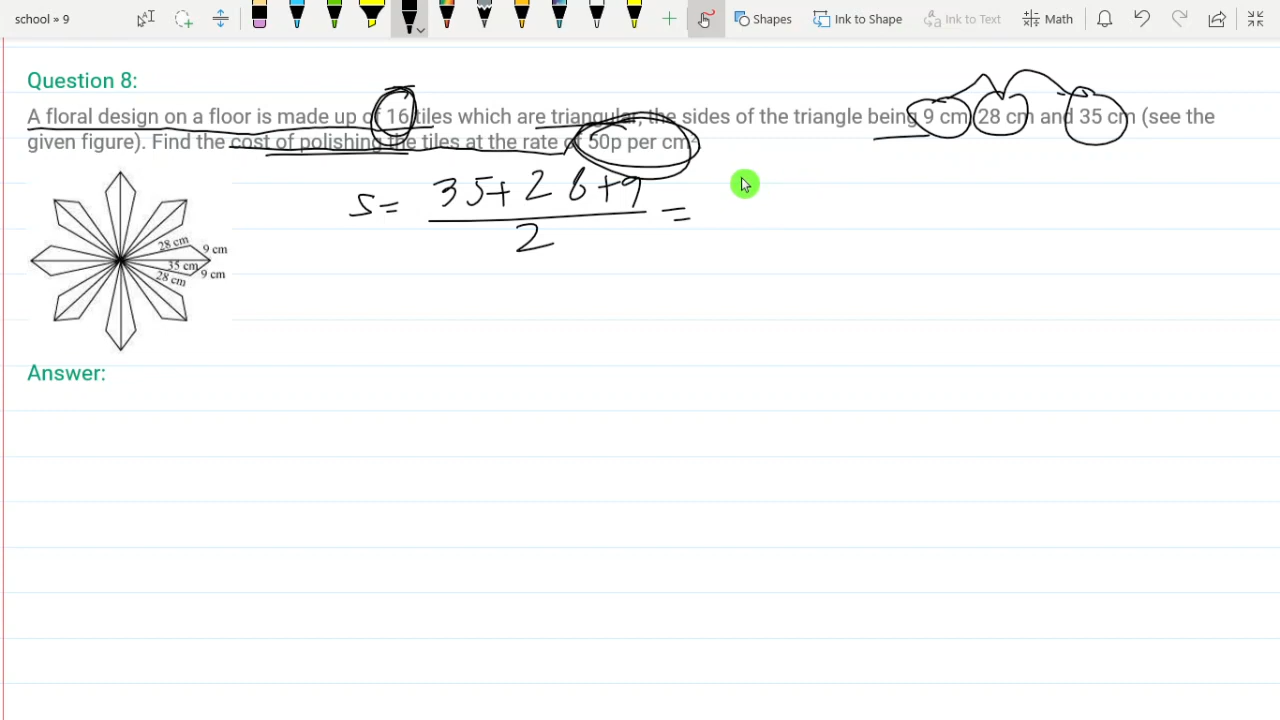 school » 9
Shapes
Ink to Shape
Ink to Text
Math
Question 8:
A floral design on a floor is made up of 16 tiles which are triangular, the sides of the triangle being 9 cm, 28 cm and 35 cm (see the
given figure). Find the cost of polishing the tiles at the rate of 50p per cm².
S= 35+28+9
2
=
28 cm
9 cm
35 cm
28 cm
9 cm
Answer: